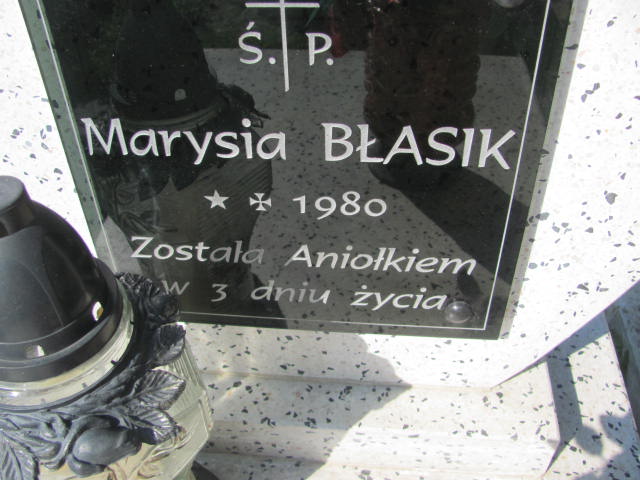 Ś. P.
Marysia BŁASIK
★ ✠ 1980
Została Aniołkiem
w 3 dniu życia